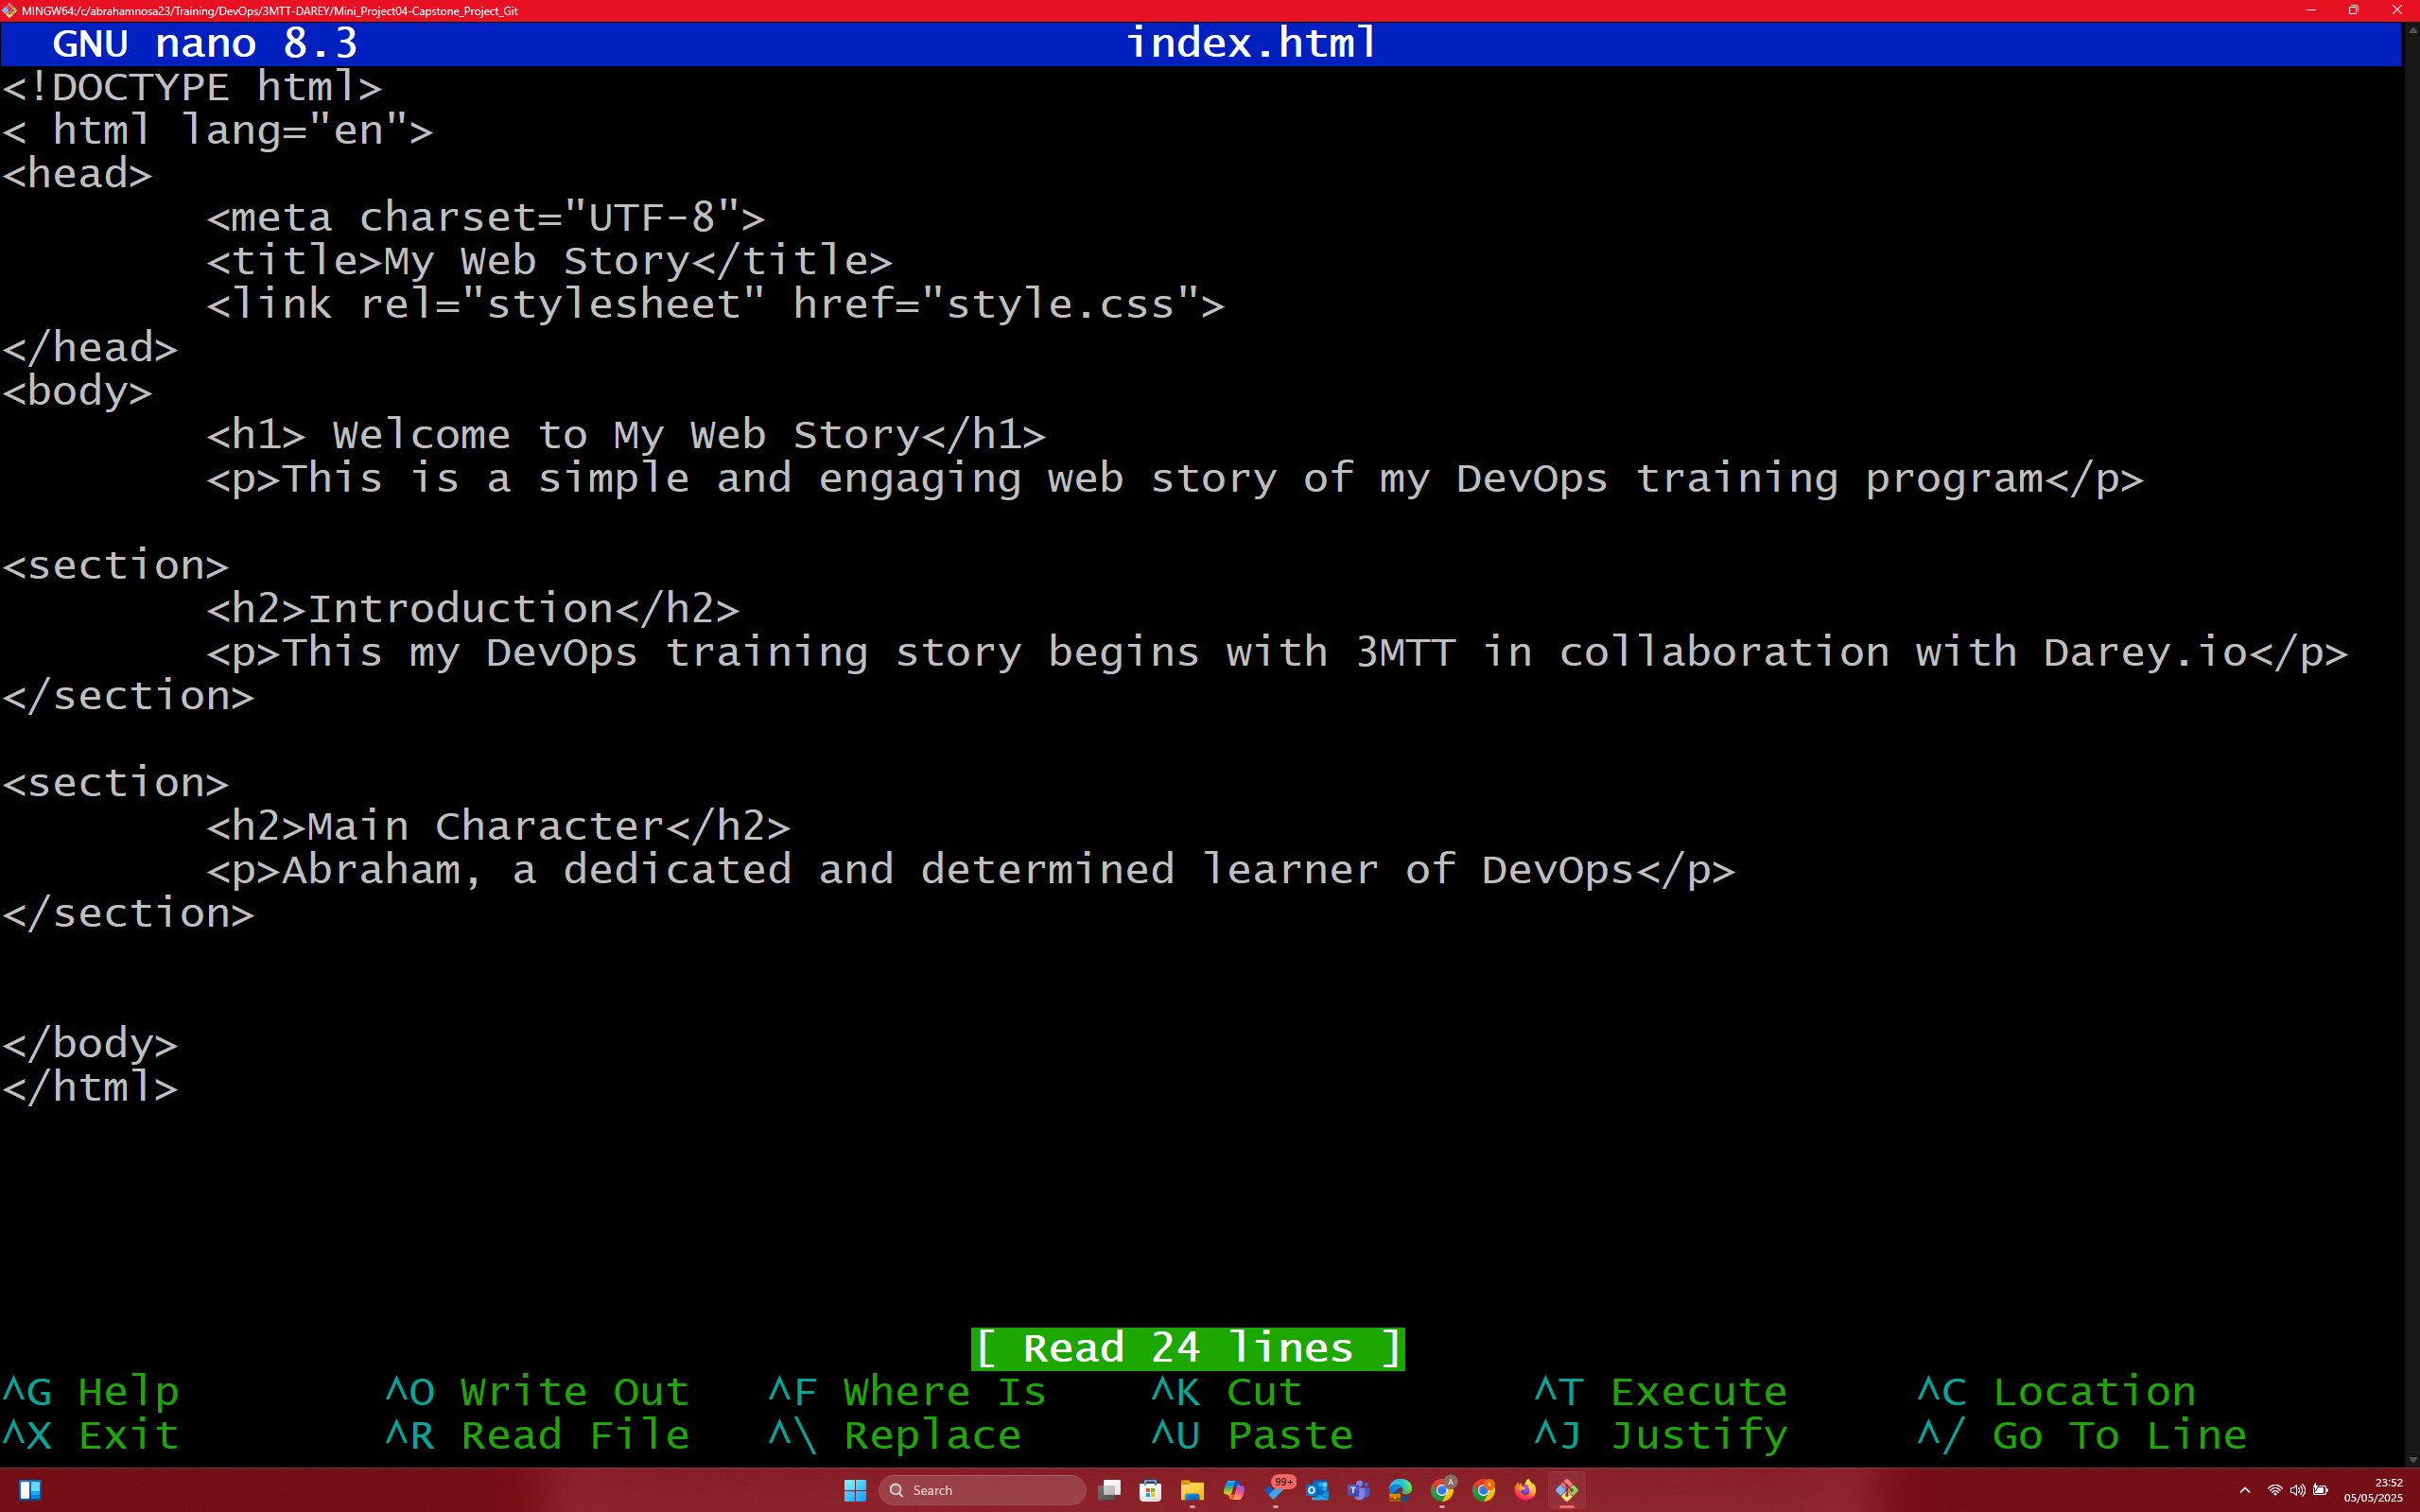 MINGW64:/c/abrahamnosa23/Training/DevOps/3MTT-DAREY/Mini_Project04-Capstone_Project_Git
GNU nano 8.3 index.html
<!DOCTYPE html>
< html lang="en">
<head>
        <meta charset="UTF-8">
        <title>My Web Story</title>
        <link rel="stylesheet" href="style.css">
</head>
<body>
        <h1> Welcome to My Web Story</h1>
        <p>This is a simple and engaging web story of my DevOps training program</p>

<section>
        <h2>Introduction</h2>
        <p>This my DevOps training story begins with 3MTT in collaboration with Darey.io</p>
</section>

<section>
        <h2>Main Character</h2>
        <p>Abraham, a dedicated and determined learner of DevOps</p>
</section>

</body>
</html>
[ Read 24 lines ]
^G Help ^O Write Out ^F Where Is ^K Cut ^T Execute ^C Location
^X Exit ^R Read File ^\ Replace ^U Paste ^J Justify ^/ Go To Line
Search 99+ 23:52
05/05/2025